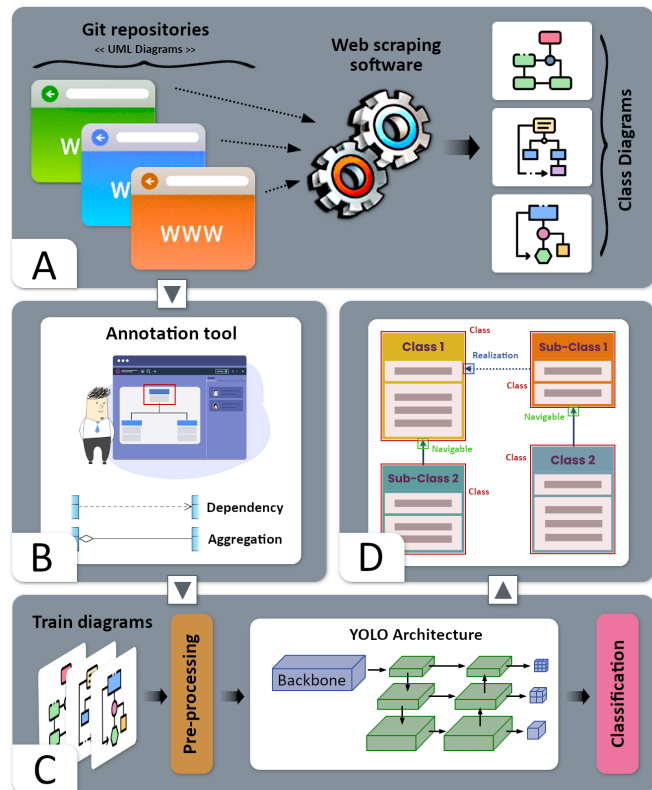 Git repositories
<< UML Diagrams >>
Web scraping
software
W
W
WWW
Class Diagrams
A
Annotation tool
Dependency
Aggregation
B
Class
Class 1
Realization
Sub-Class 1
Class
Navigable
Navigable
Class
Sub-Class 2
Class
Class 2
D
Train diagrams
Pre-processing
YOLO Architecture
Backbone
Classification
C